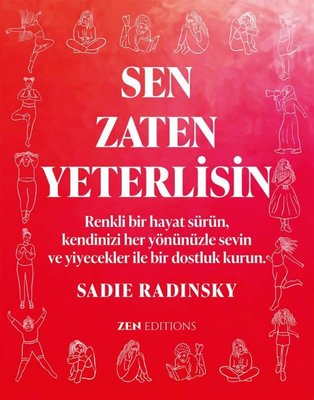 SEN
ZATEN
YETERLİSİN
Renkli bir hayat sürün,
kendinizi her yönünüzle sevin
ve yiyecekler ile bir dostluk kurun.
SADIE RADINSKY
ZEN EDITIONS